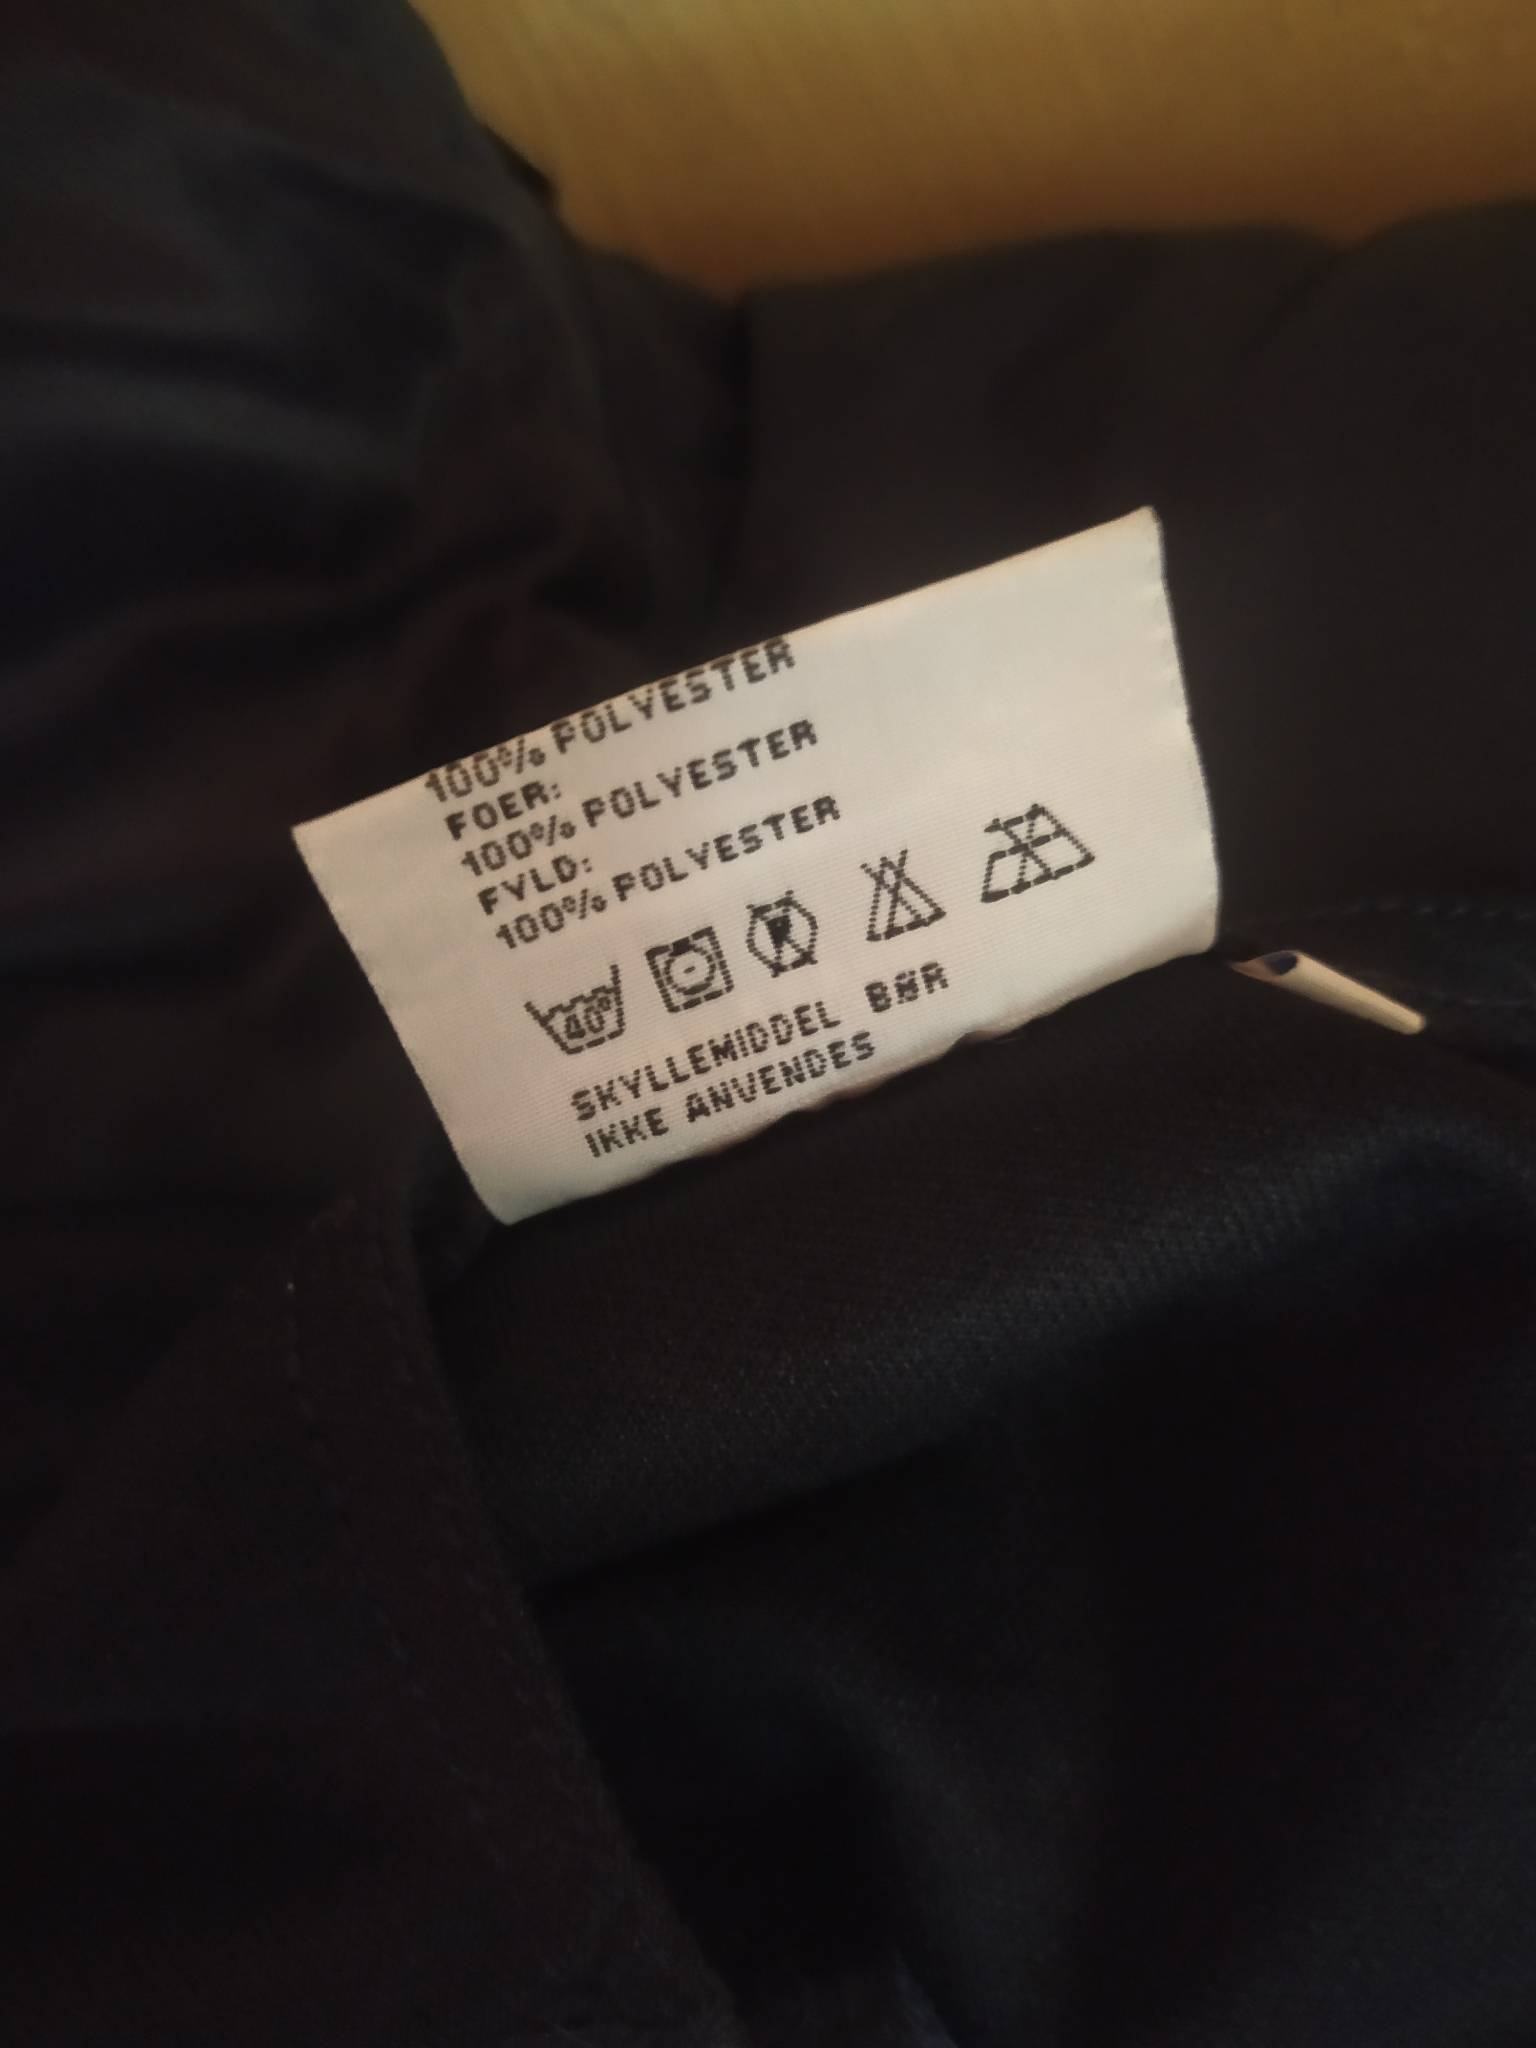 100% POLYESTER
FOER:
100% POLYESTER
FYLD:
100% POLYESTER
40°
SKYLLEMIDDEL BØR
IKKE ANVENDES